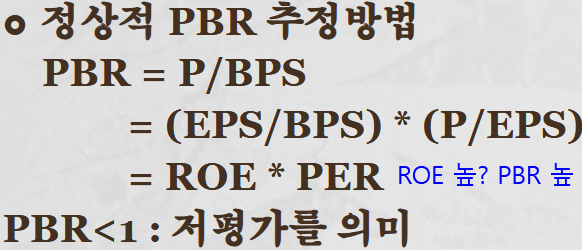 o 정상적 PBR 추정방법
PBR = P/BPS
= (EPS/BPS) * (P/EPS)
= ROE * PER ROE 높? PBR 높
PBR<1 : 저평가를 의미